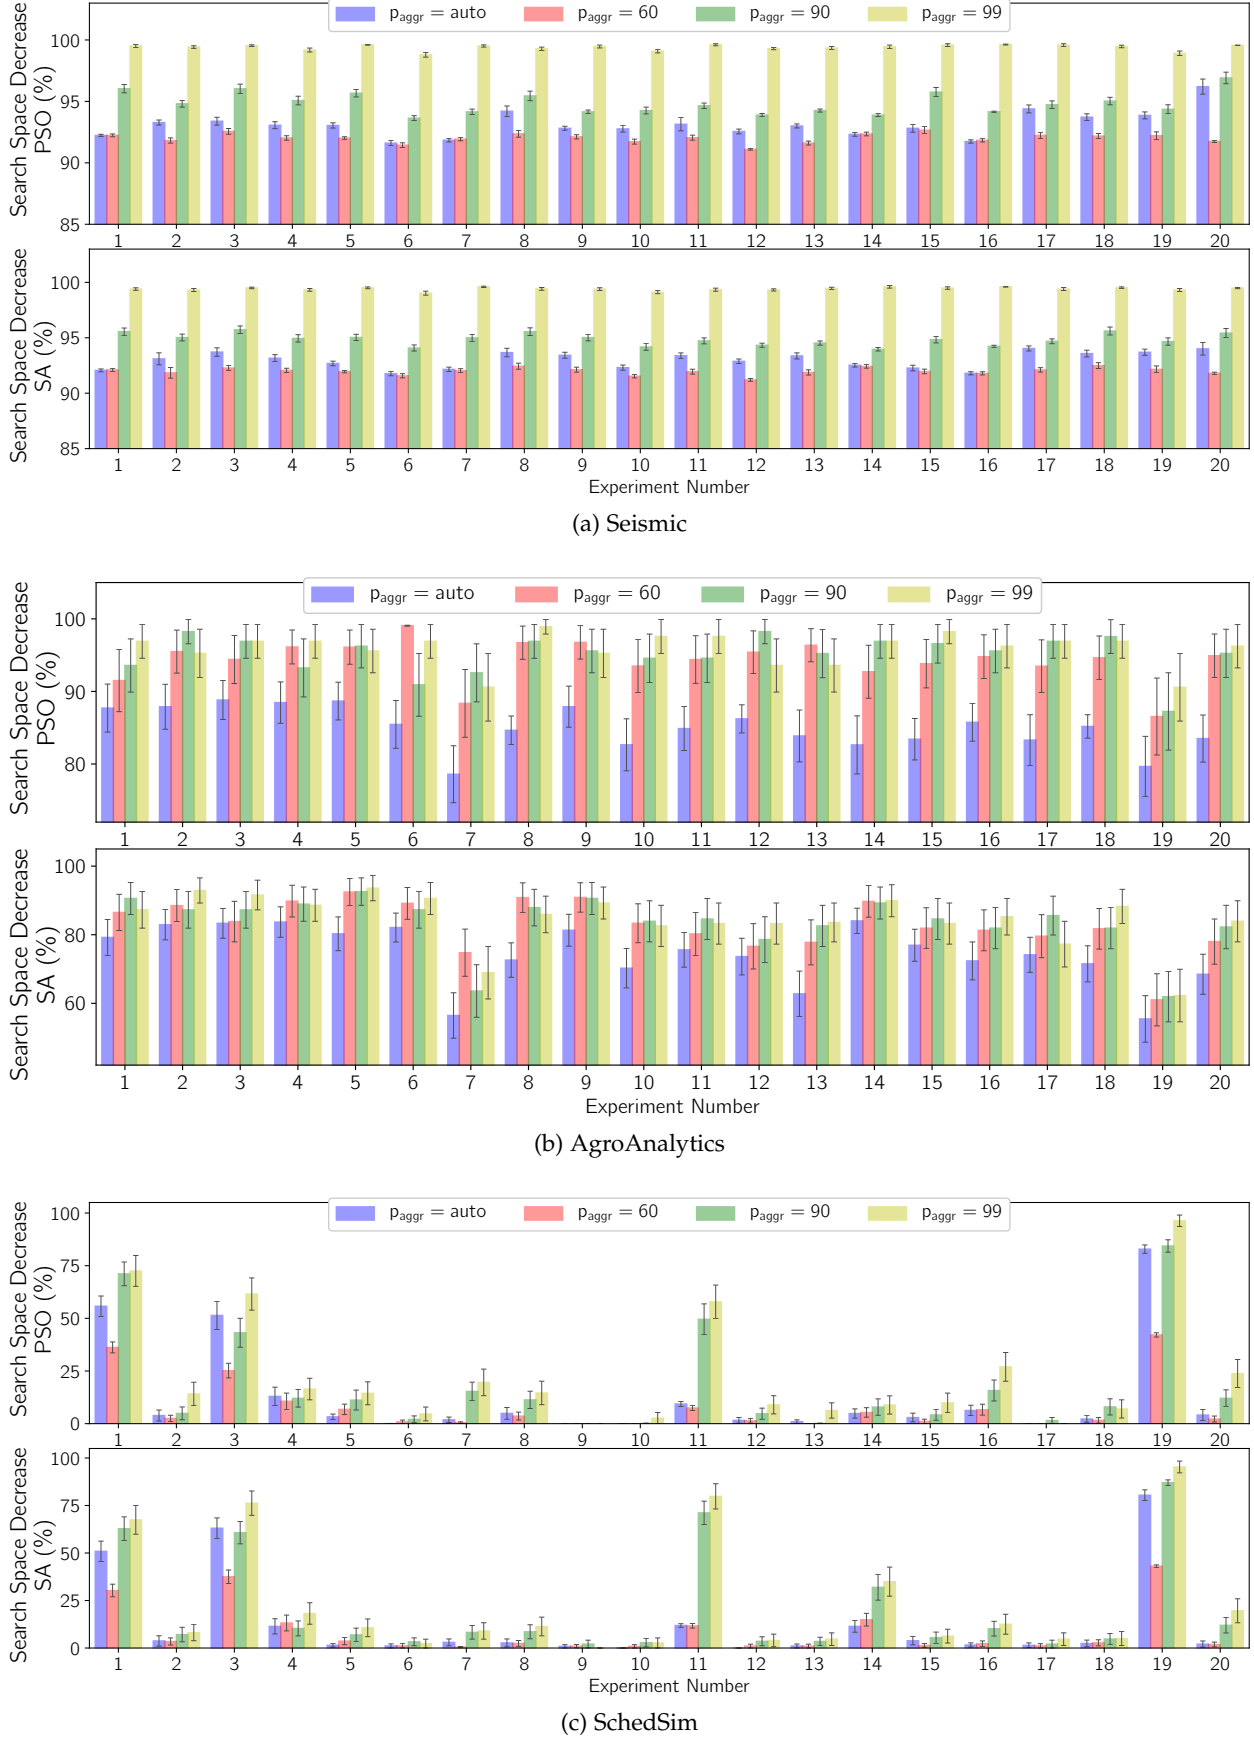 p_aggr = auto p_aggr = 60 p_aggr = 90 p_aggr = 99
Search Space Decrease
PSO (%)
100
95
90
85
1 2 3 4 5 6 7 8 9 10 11 12 13 14 15 16 17 18 19 20
Search Space Decrease
SA (%)
100
95
90
85
1 2 3 4 5 6 7 8 9 10 11 12 13 14 15 16 17 18 19 20
Experiment Number
(a) Seismic
p_aggr = auto p_aggr = 60 p_aggr = 90 p_aggr = 99
Search Space Decrease
PSO (%)
100
90
80
1 2 3 4 5 6 7 8 9 10 11 12 13 14 15 16 17 18 19 20
Search Space Decrease
SA (%)
100
80
60
1 2 3 4 5 6 7 8 9 10 11 12 13 14 15 16 17 18 19 20
Experiment Number
(b) AgroAnalytics
p_aggr = auto p_aggr = 60 p_aggr = 90 p_aggr = 99
Search Space Decrease
PSO (%)
100
75
50
25
0
1 2 3 4 5 6 7 8 9 10 11 12 13 14 15 16 17 18 19 20
Search Space Decrease
SA (%)
100
75
50
25
0
1 2 3 4 5 6 7 8 9 10 11 12 13 14 15 16 17 18 19 20
Experiment Number
(c) SchedSim